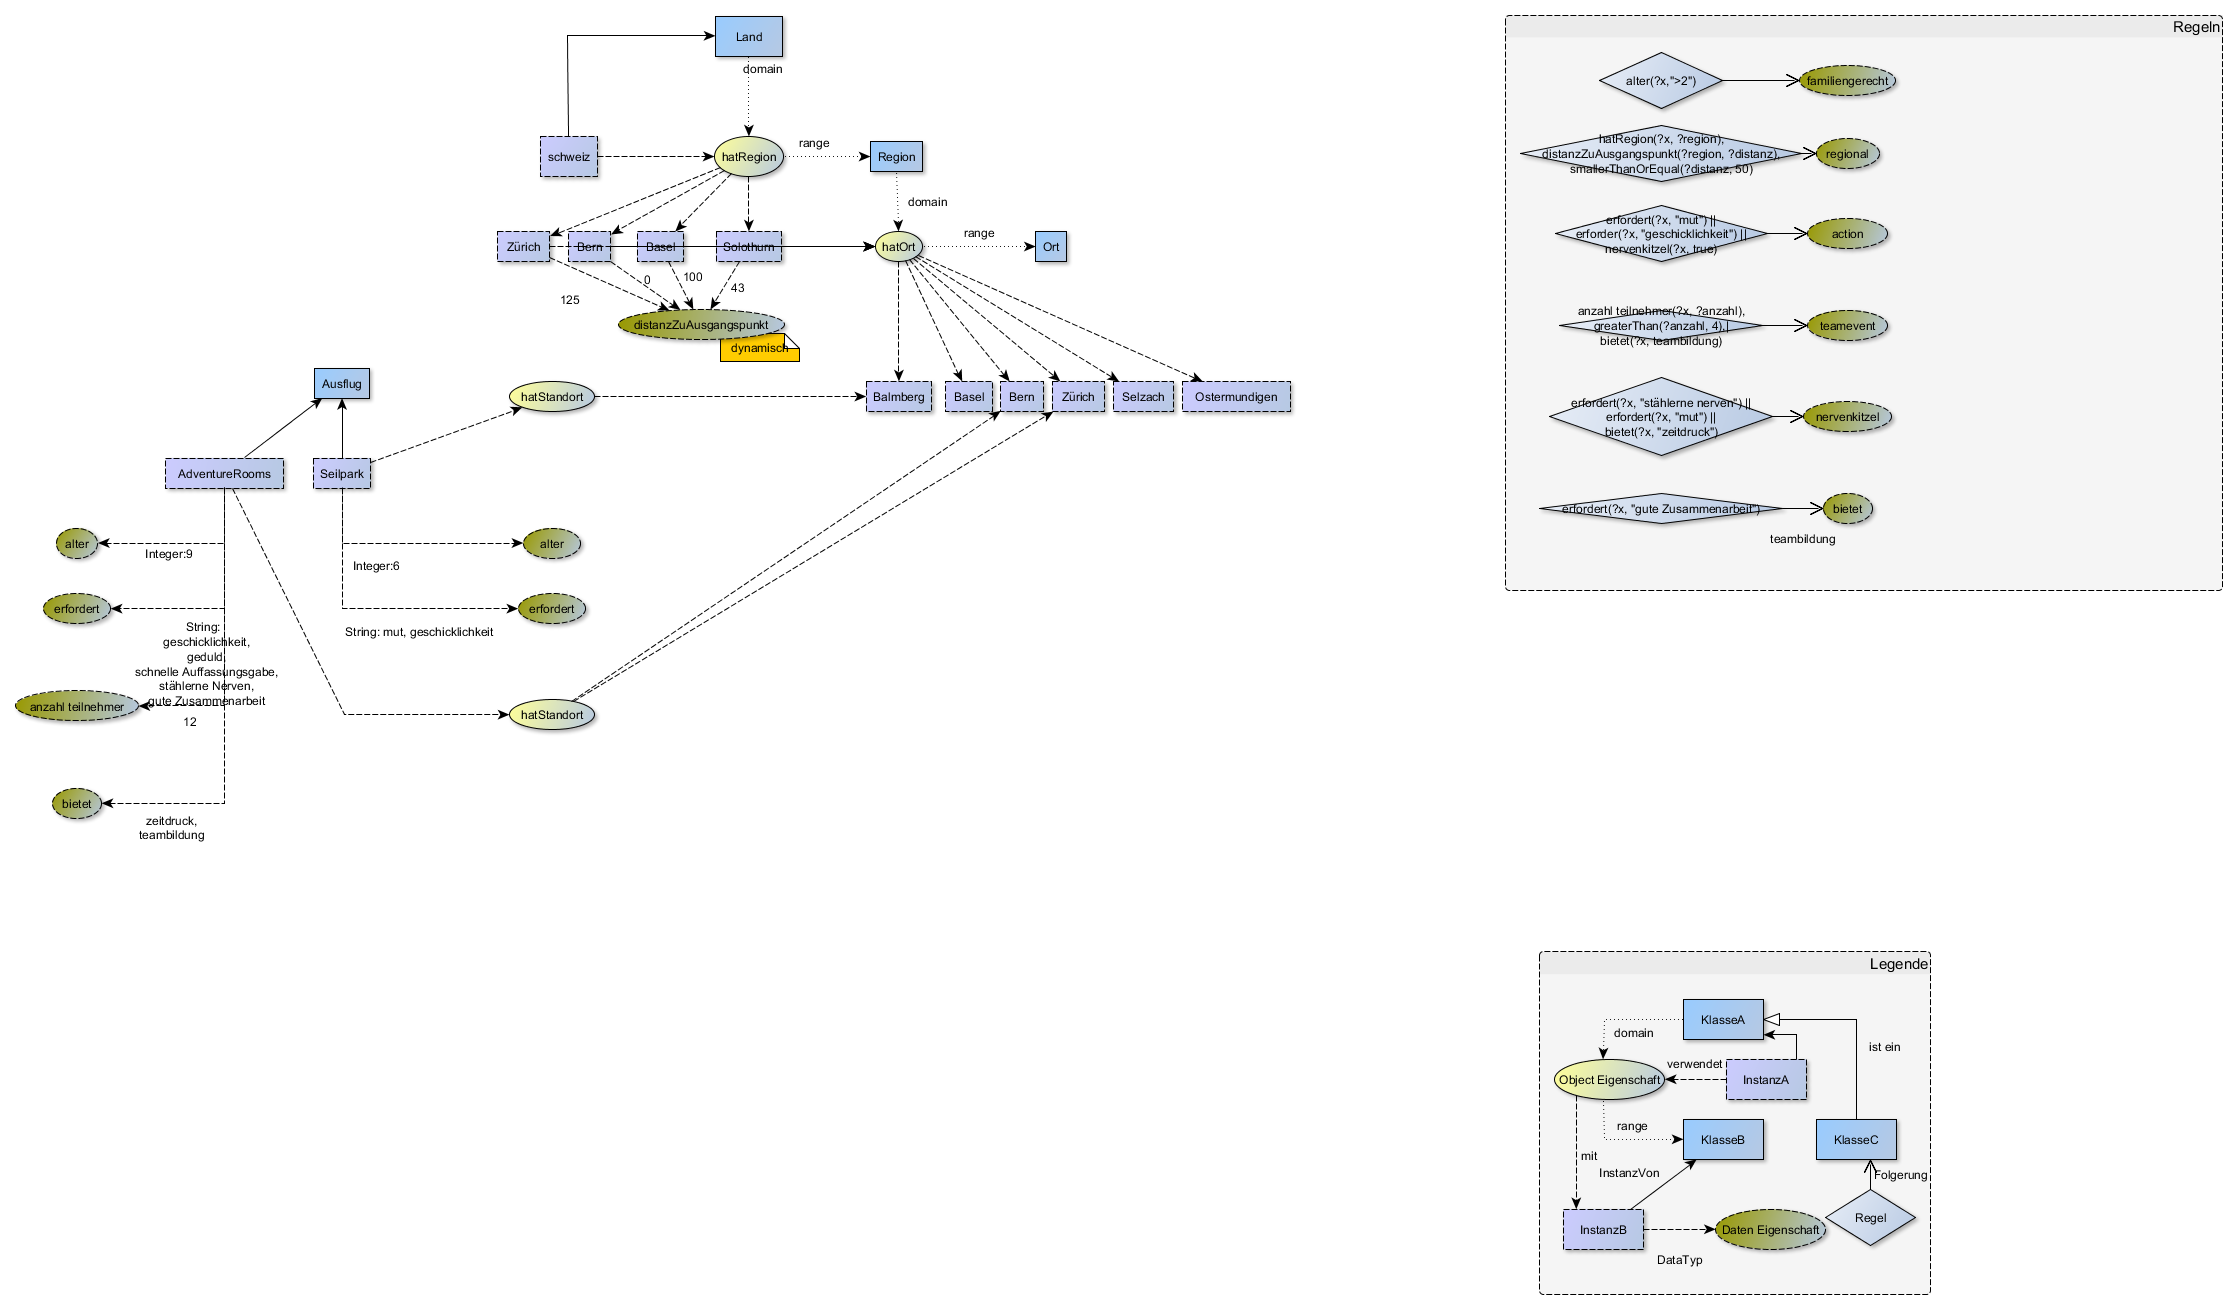 Land
domain
schweiz
hatRegion
range
Region
domain
Zürich
Bern
Basel
Solothurn
hatOrt
range
Ort
125
0
100
43
distanzZuAusgangspunkt
dynamisch
Ausflug
hatStandort
Balmberg
Basel
Bern
Zürich
Selzach
Ostermundigen
AdventureRooms
Seilpark
alter
Integer:9
Integer:6
alter
erfordert
String:
geschicklichkeit,
geduld,
schnelle Auffassungsgabe,
stählerne Nerven,
gute Zusammenarbeit
erfordert
String: mut, geschicklichkeit
anzahl teilnehmer
12
hatStandort
bietet
zeitdruck,
teambildung
Regeln
alter(?x,">2")
familiengerecht
hatRegion(?x, ?region),
distanzZuAusgangspunkt(?region, ?distanz),
smallerThanOrEqual(?distanz, 50)
regional
erfordert(?x, "mut") ||
erforder(?x, "geschicklichkeit") ||
nervenkitzel(?x, true)
action
anzahl teilnehmer(?x, ?anzahl),
greaterThan(?anzahl, 4),|
bietet(?x, teambildung)
teamevent
erfordert(?x, "stählerne nerven") ||
erfordert(?x, "mut") ||
bietet(?x, "zeitdruck")
nervenkitzel
erfordert(?x, "gute Zusammenarbeit")
bietet
teambildung
Legende
KlasseA
domain
ist ein
verwendet
Object Eigenschaft
InstanzA
range
KlasseB
KlasseC
mit
InstanzVon
Folgerung
InstanzB
Daten Eigenschaft
Regel
DataTyp